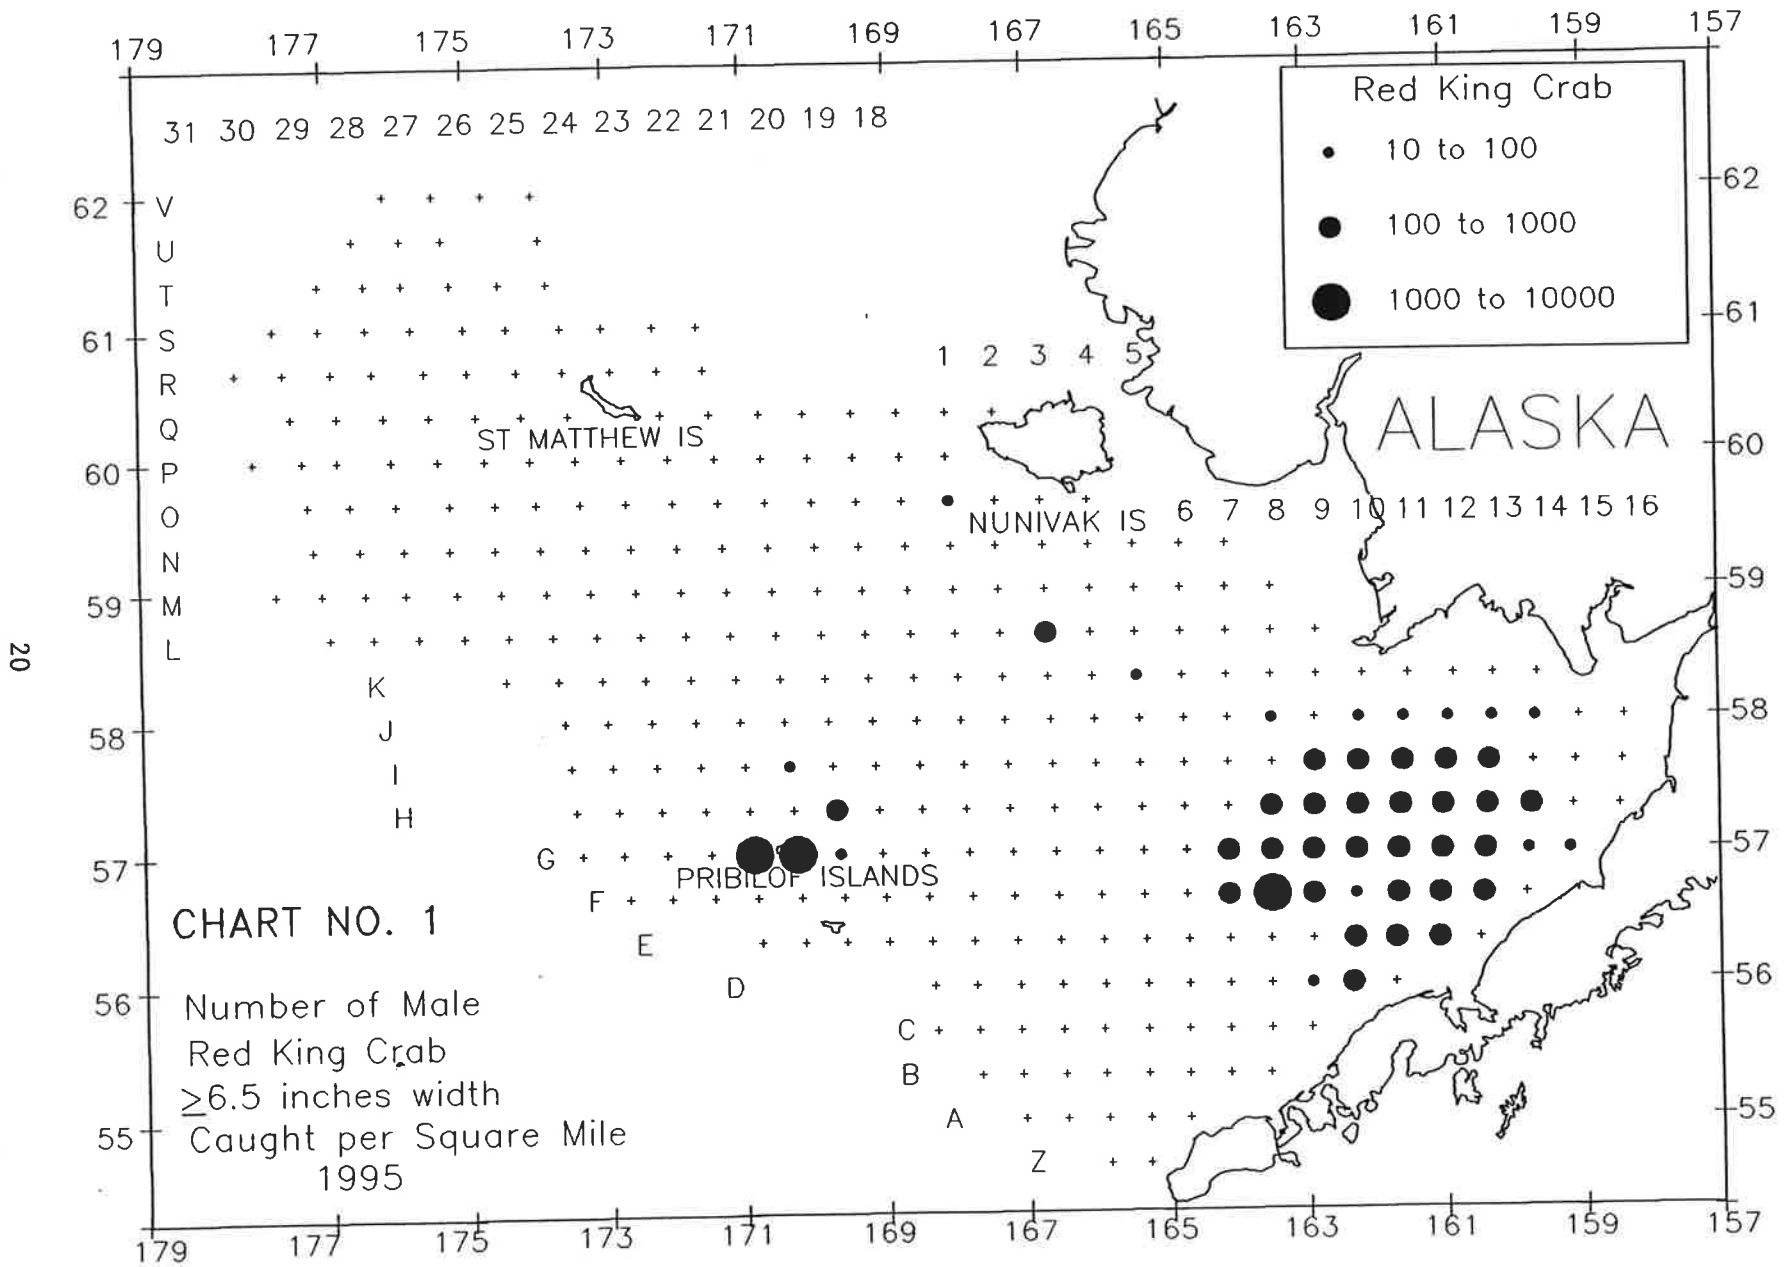 179 177 175 173 171 169 167 165 163 161 159 157
Red King Crab
10 to 100
100 to 1000
1000 to 10000
31 30 29 28 27 26 25 24 23 22 21 20 19 18
62 V 62
U
T
61 S 61
1 2 3 4 5
R
ALASKA
Q
ST MATTHEW IS
60 P 60
O
NUNIVAK IS 6 7 8 9 10 11 12 13 14 15 16
N
59 M 59
L
20
K
58 J 58
I
H
57 G 57
PRIBILOF ISLANDS
F
CHART NO. 1
E
D
56 56
Number of Male
Red King Crab
≥6.5 inches width
Caught per Square Mile
1995
C
B
55 A 55
Z
179 177 175 173 171 169 167 165 163 161 159 157